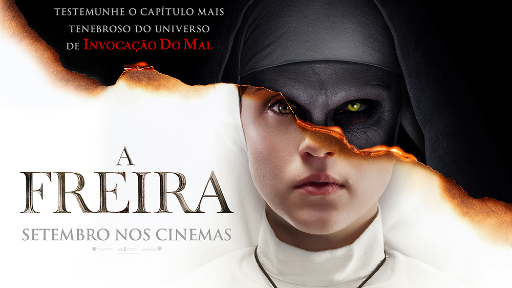 TESTEMUNHE O CAPÍTULO MAIS
TENEBROSO DO UNIVERSO
DE INVOCAÇÃO DO MAL
A
FREIRA
SETEMBRO NOS CINEMAS